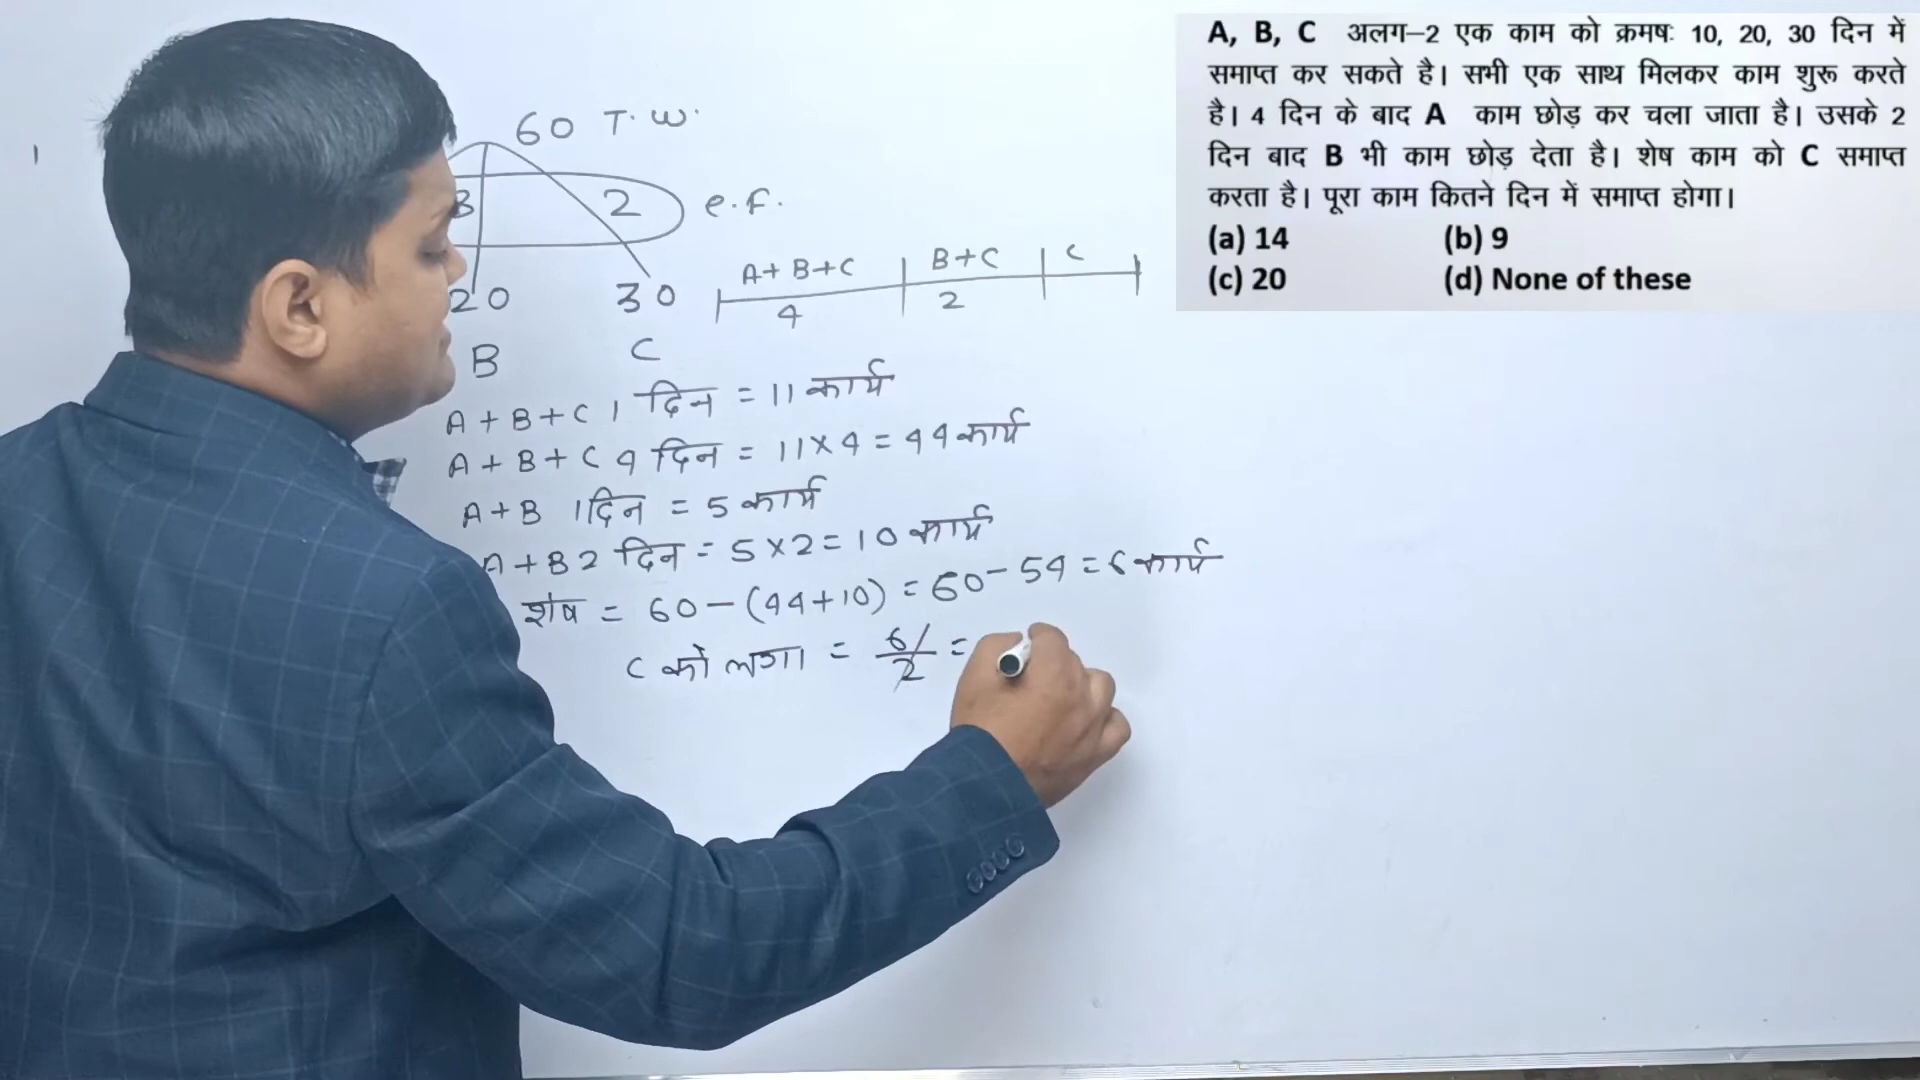 A, B, C अलग–2 एक काम को क्रमषः 10, 20, 30 दिन में
समाप्त कर सकते है। सभी एक साथ मिलकर काम शुरू करते
है। 4 दिन के बाद A काम छोड़ कर चला जाता है। उसके 2
दिन बाद B भी काम छोड़ देता है। शेष काम को C समाप्त
करता है। पूरा काम कितने दिन में समाप्त होगा।
(a) 14 (b) 9
(c) 20 (d) None of these
60 T.W.
3 2 e.f.
20 30
B C
A+B+C B+C C
4 2
A+B+C 1 दिन = 11 कार्य
A+B+C 4 दिन = 11×4 = 44 कार्य
A+B 1 दिन = 5 कार्य
A+B 2 दिन = 5×2 = 10 कार्य
शेष = 60-(44+10) = 60-54 = 6 कार्य
C को लगा = 6/2 =